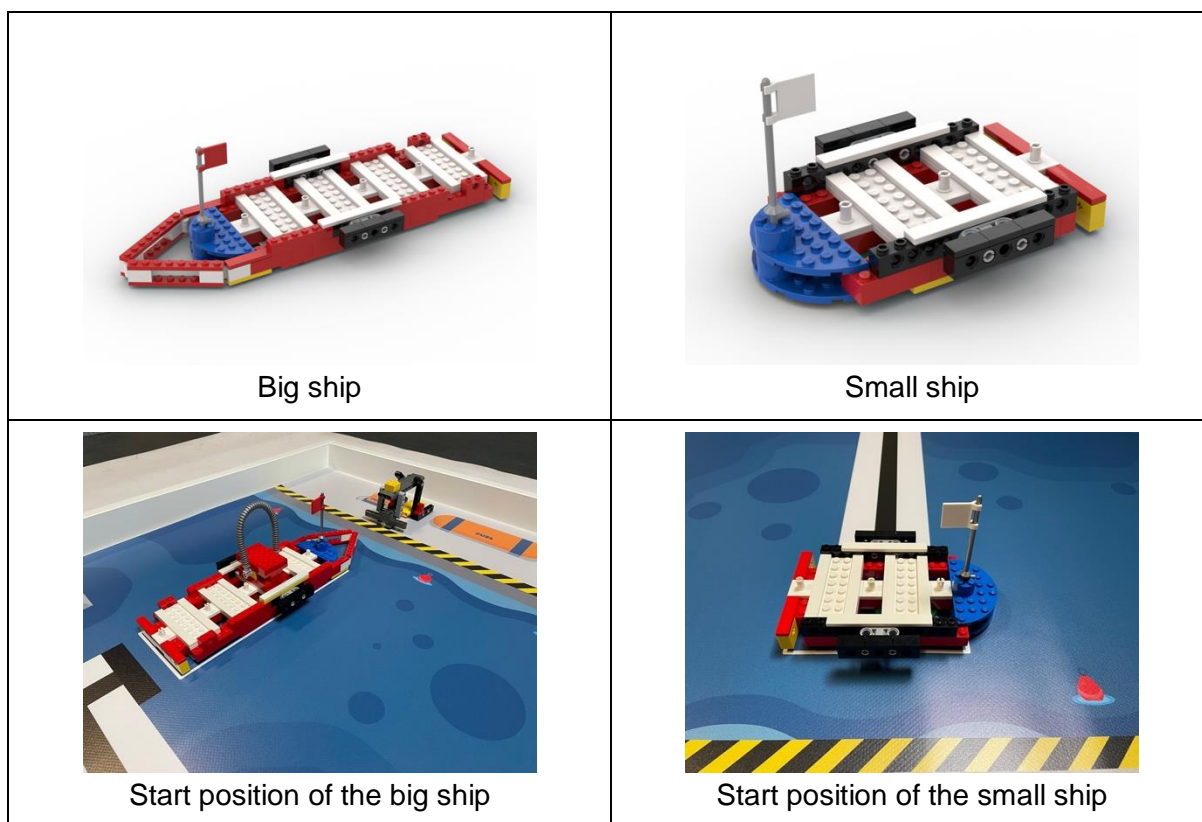 Big ship
Small ship
Start position of the big ship
Start position of the small ship